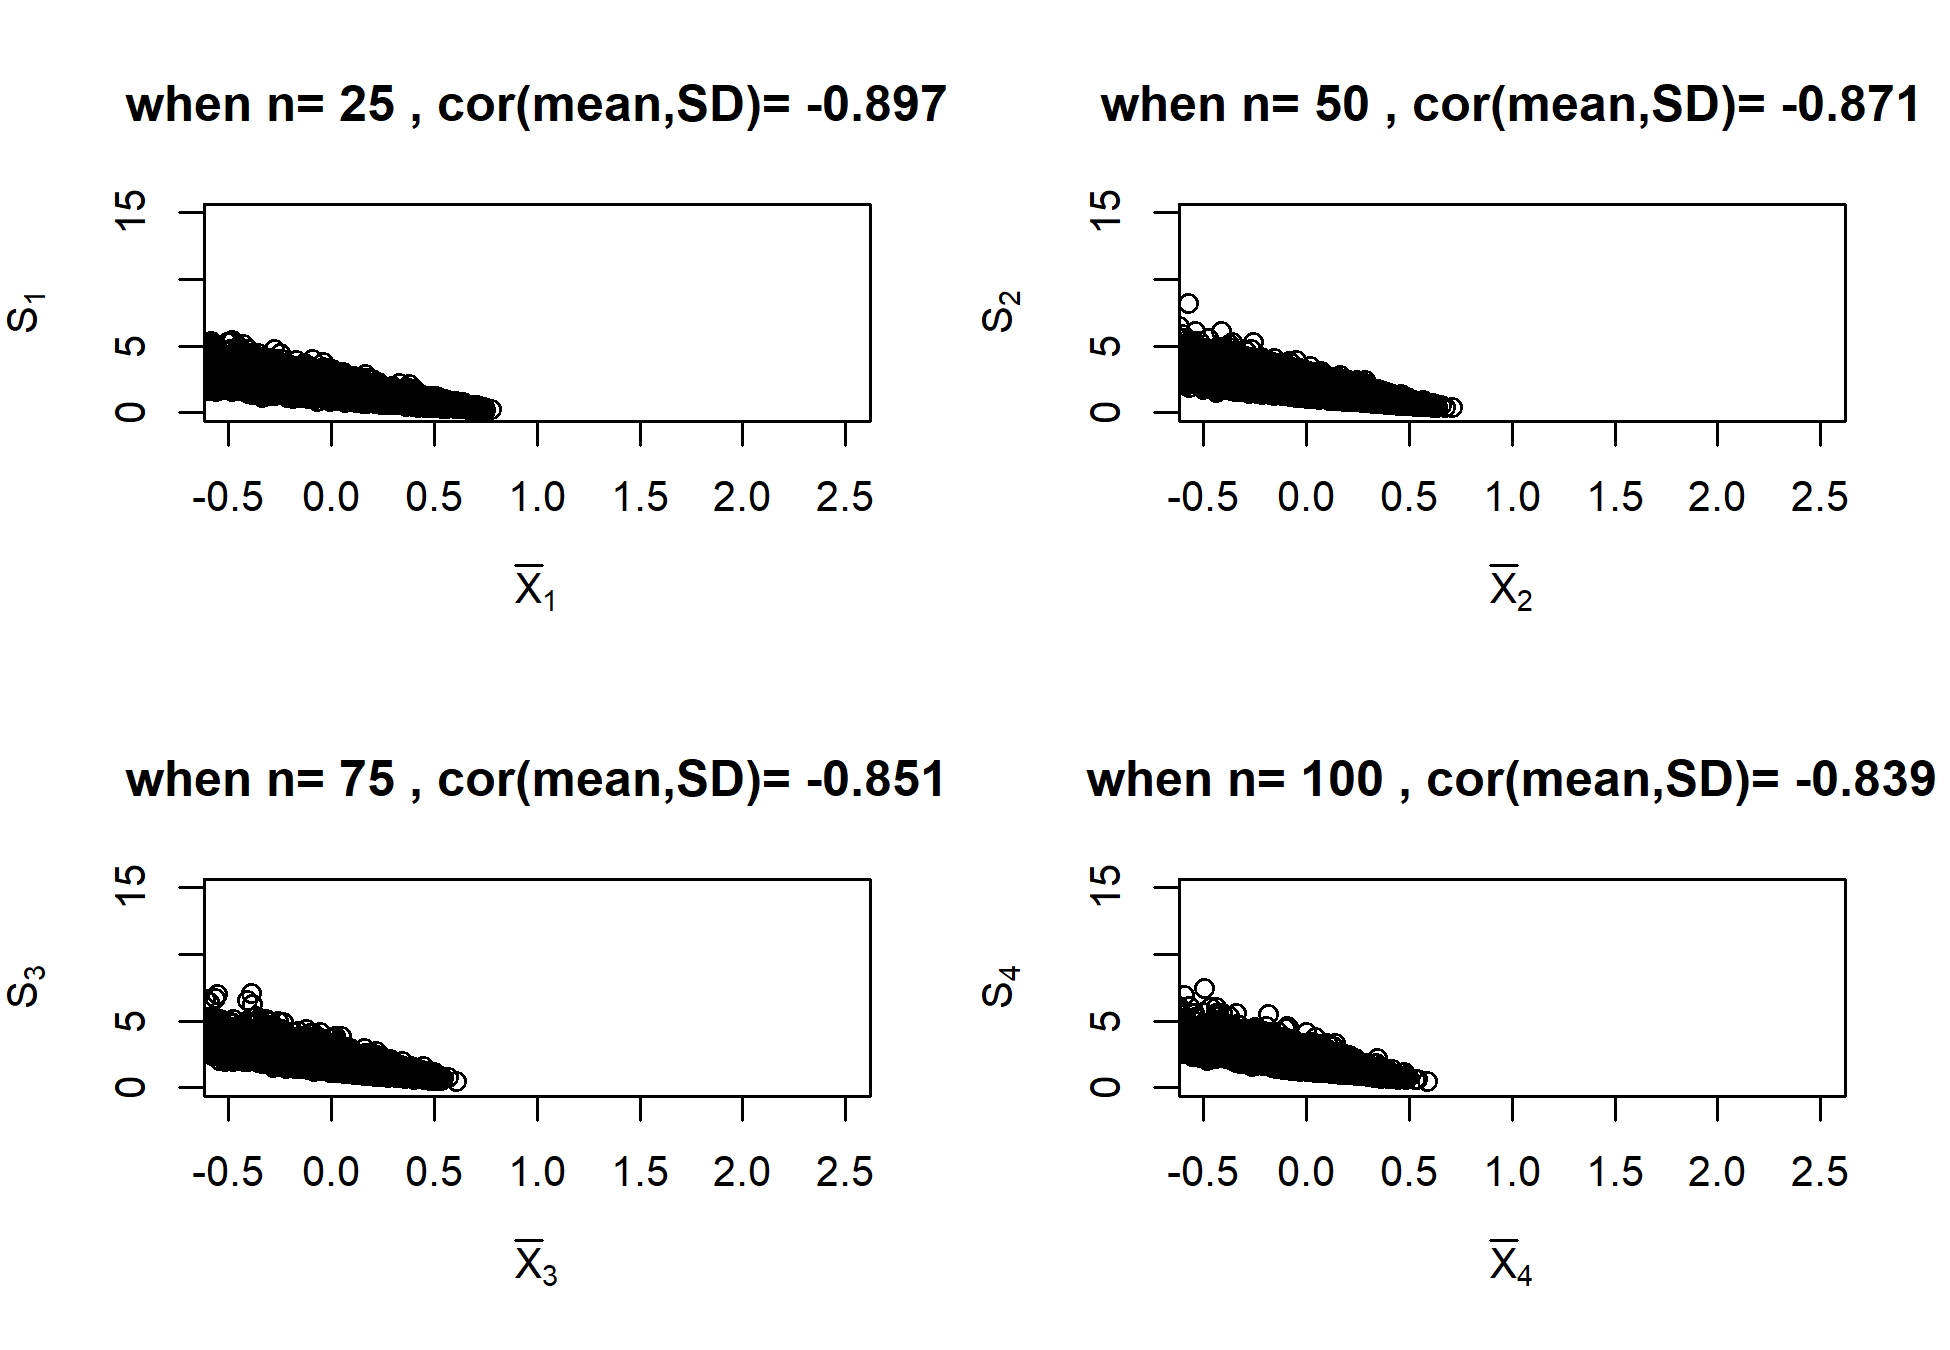 when n= 25 , cor(mean,SD)= -0.897
S1
15
5
0
-0.5 0.0 0.5 1.0 1.5 2.0 2.5
X̅1
when n= 50 , cor(mean,SD)= -0.871
S2
15
5
0
-0.5 0.0 0.5 1.0 1.5 2.0 2.5
X̅2
when n= 75 , cor(mean,SD)= -0.851
S3
15
5
0
-0.5 0.0 0.5 1.0 1.5 2.0 2.5
X̅3
when n= 100 , cor(mean,SD)= -0.839
S4
15
5
0
-0.5 0.0 0.5 1.0 1.5 2.0 2.5
X̅4